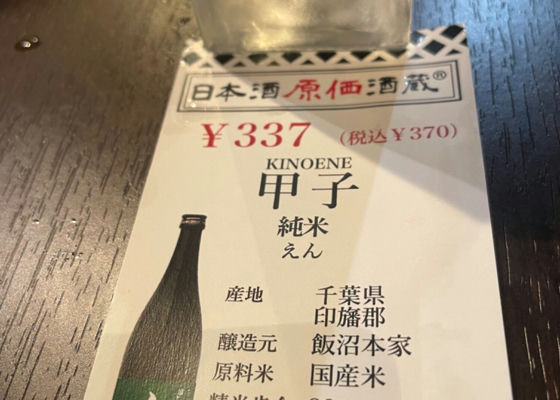 日本酒原価酒蔵®
¥337 (税込¥370)
KINOENE
甲子
純米
えん
産地 千葉県
印旛郡
醸造元 飯沼本家
原料米 国産米